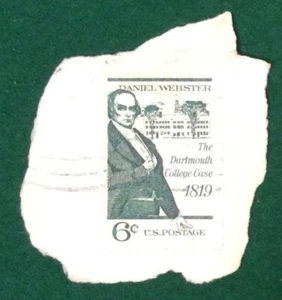 DANIEL WEBSTER
The
Dartmouth
College Case
1819
6¢ U.S. POSTAGE